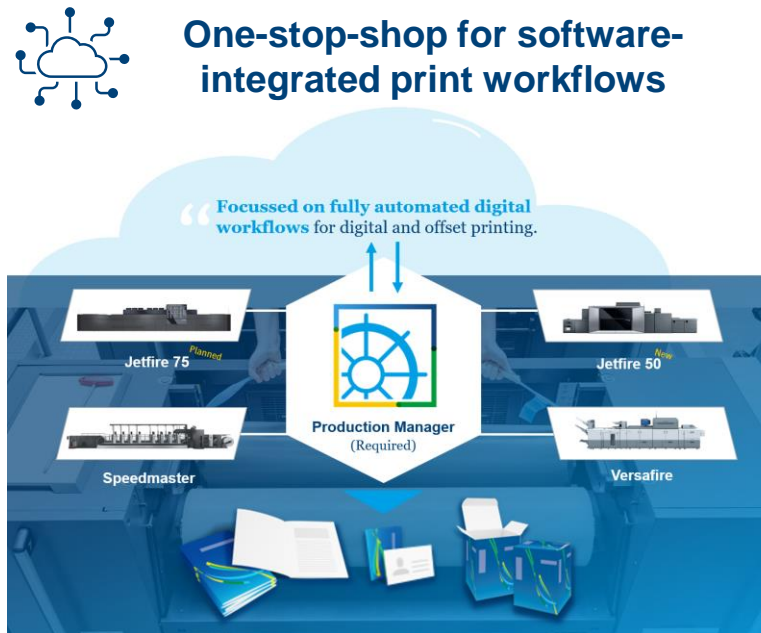 One-stop-shop for software-
integrated print workflows
“ Focussed on fully automated digital
workflows for digital and offset printing.
Jetfire 75 Planned
Jetfire 50 New
Production Manager
(Required)
Speedmaster
Versafire